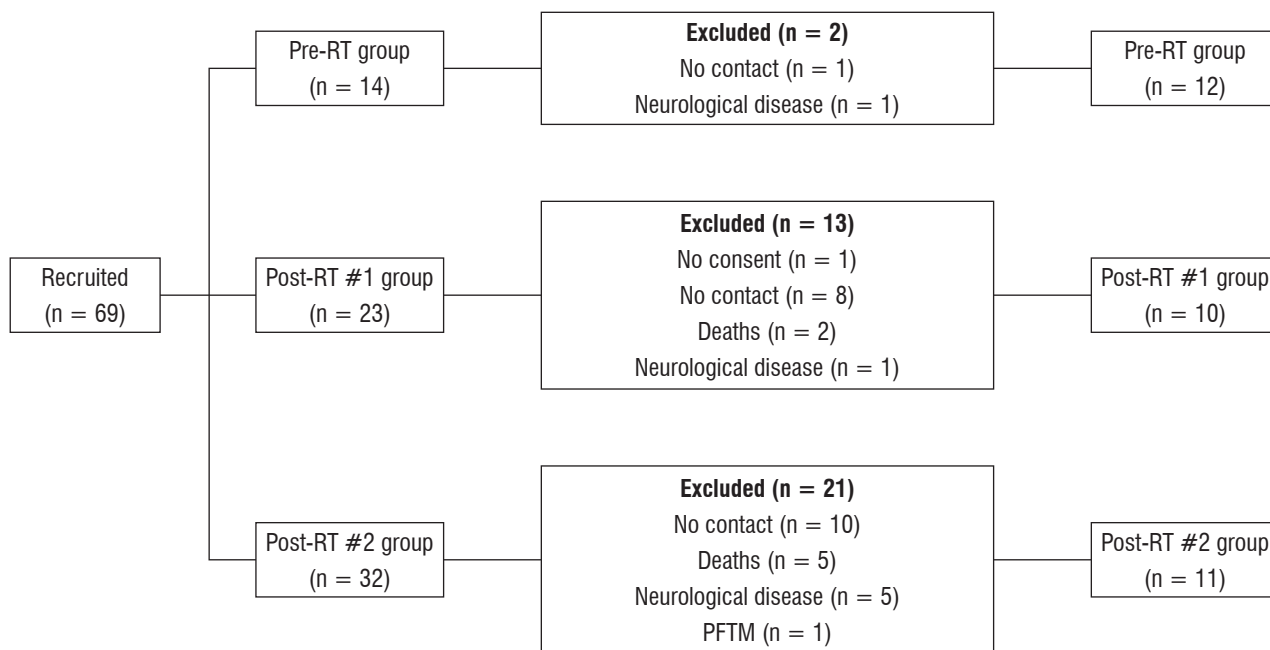 Recruited
(n = 69)
Pre-RT group
(n = 14)
Excluded (n = 2)
No contact (n = 1)
Neurological disease (n = 1)
Pre-RT group
(n = 12)
Post-RT #1 group
(n = 23)
Excluded (n = 13)
No consent (n = 1)
No contact (n = 8)
Deaths (n = 2)
Neurological disease (n = 1)
Post-RT #1 group
(n = 10)
Post-RT #2 group
(n = 32)
Excluded (n = 21)
No contact (n = 10)
Deaths (n = 5)
Neurological disease (n = 5)
PFTM (n = 1)
Post-RT #2 group
(n = 11)